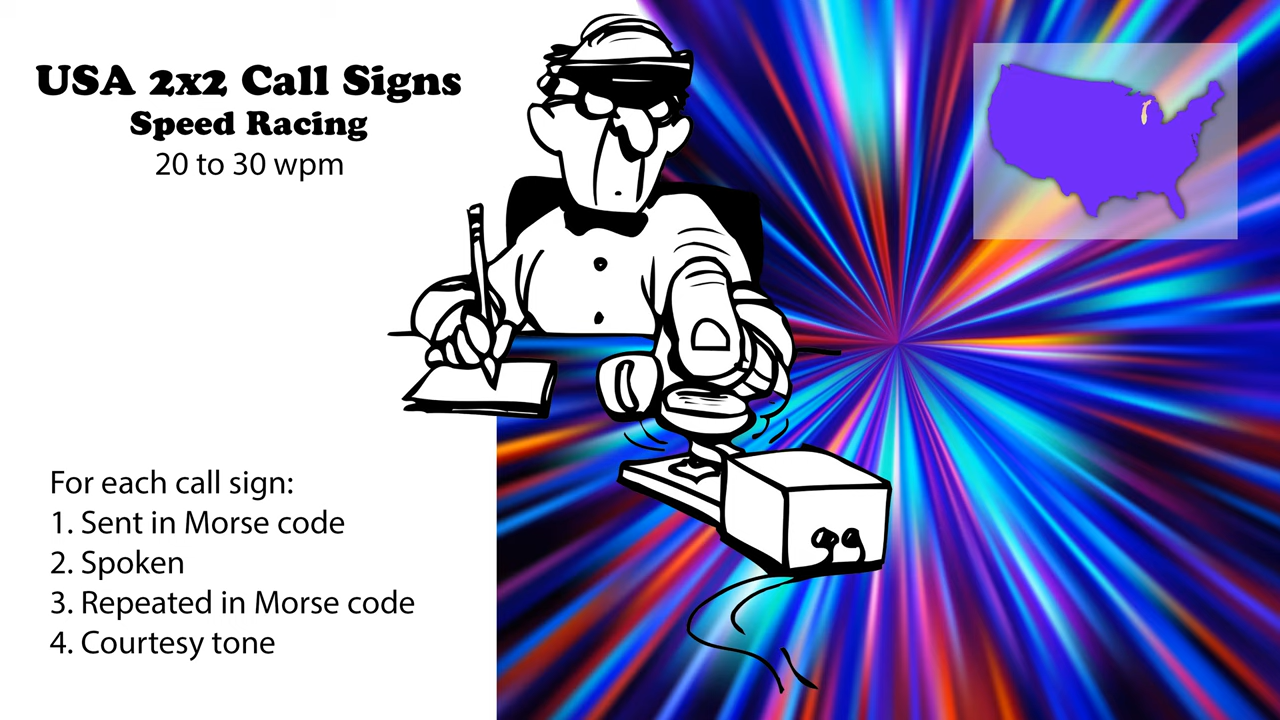 USA 2x2 Call Signs
Speed Racing
20 to 30 wpm
For each call sign:
1. Sent in Morse code
2. Spoken
3. Repeated in Morse code
4. Courtesy tone